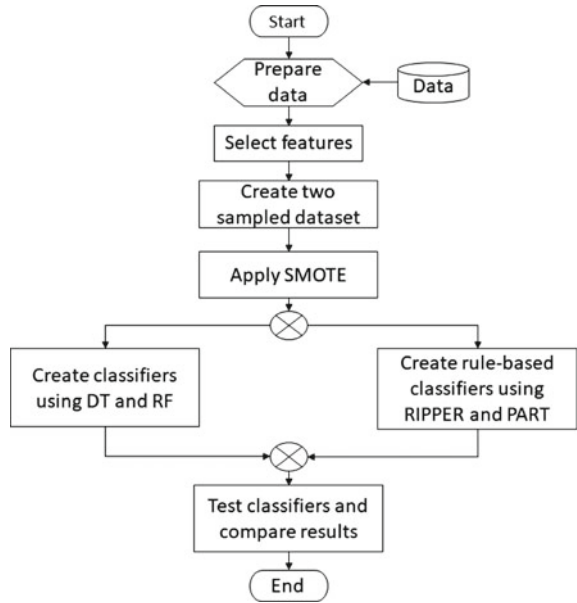 Start
Prepare
data
Data
Select features
Create two
sampled dataset
Apply SMOTE
Create classifiers
using DT and RF
Create rule-based
classifiers using
RIPPER and PART
Test classifiers and
compare results
End